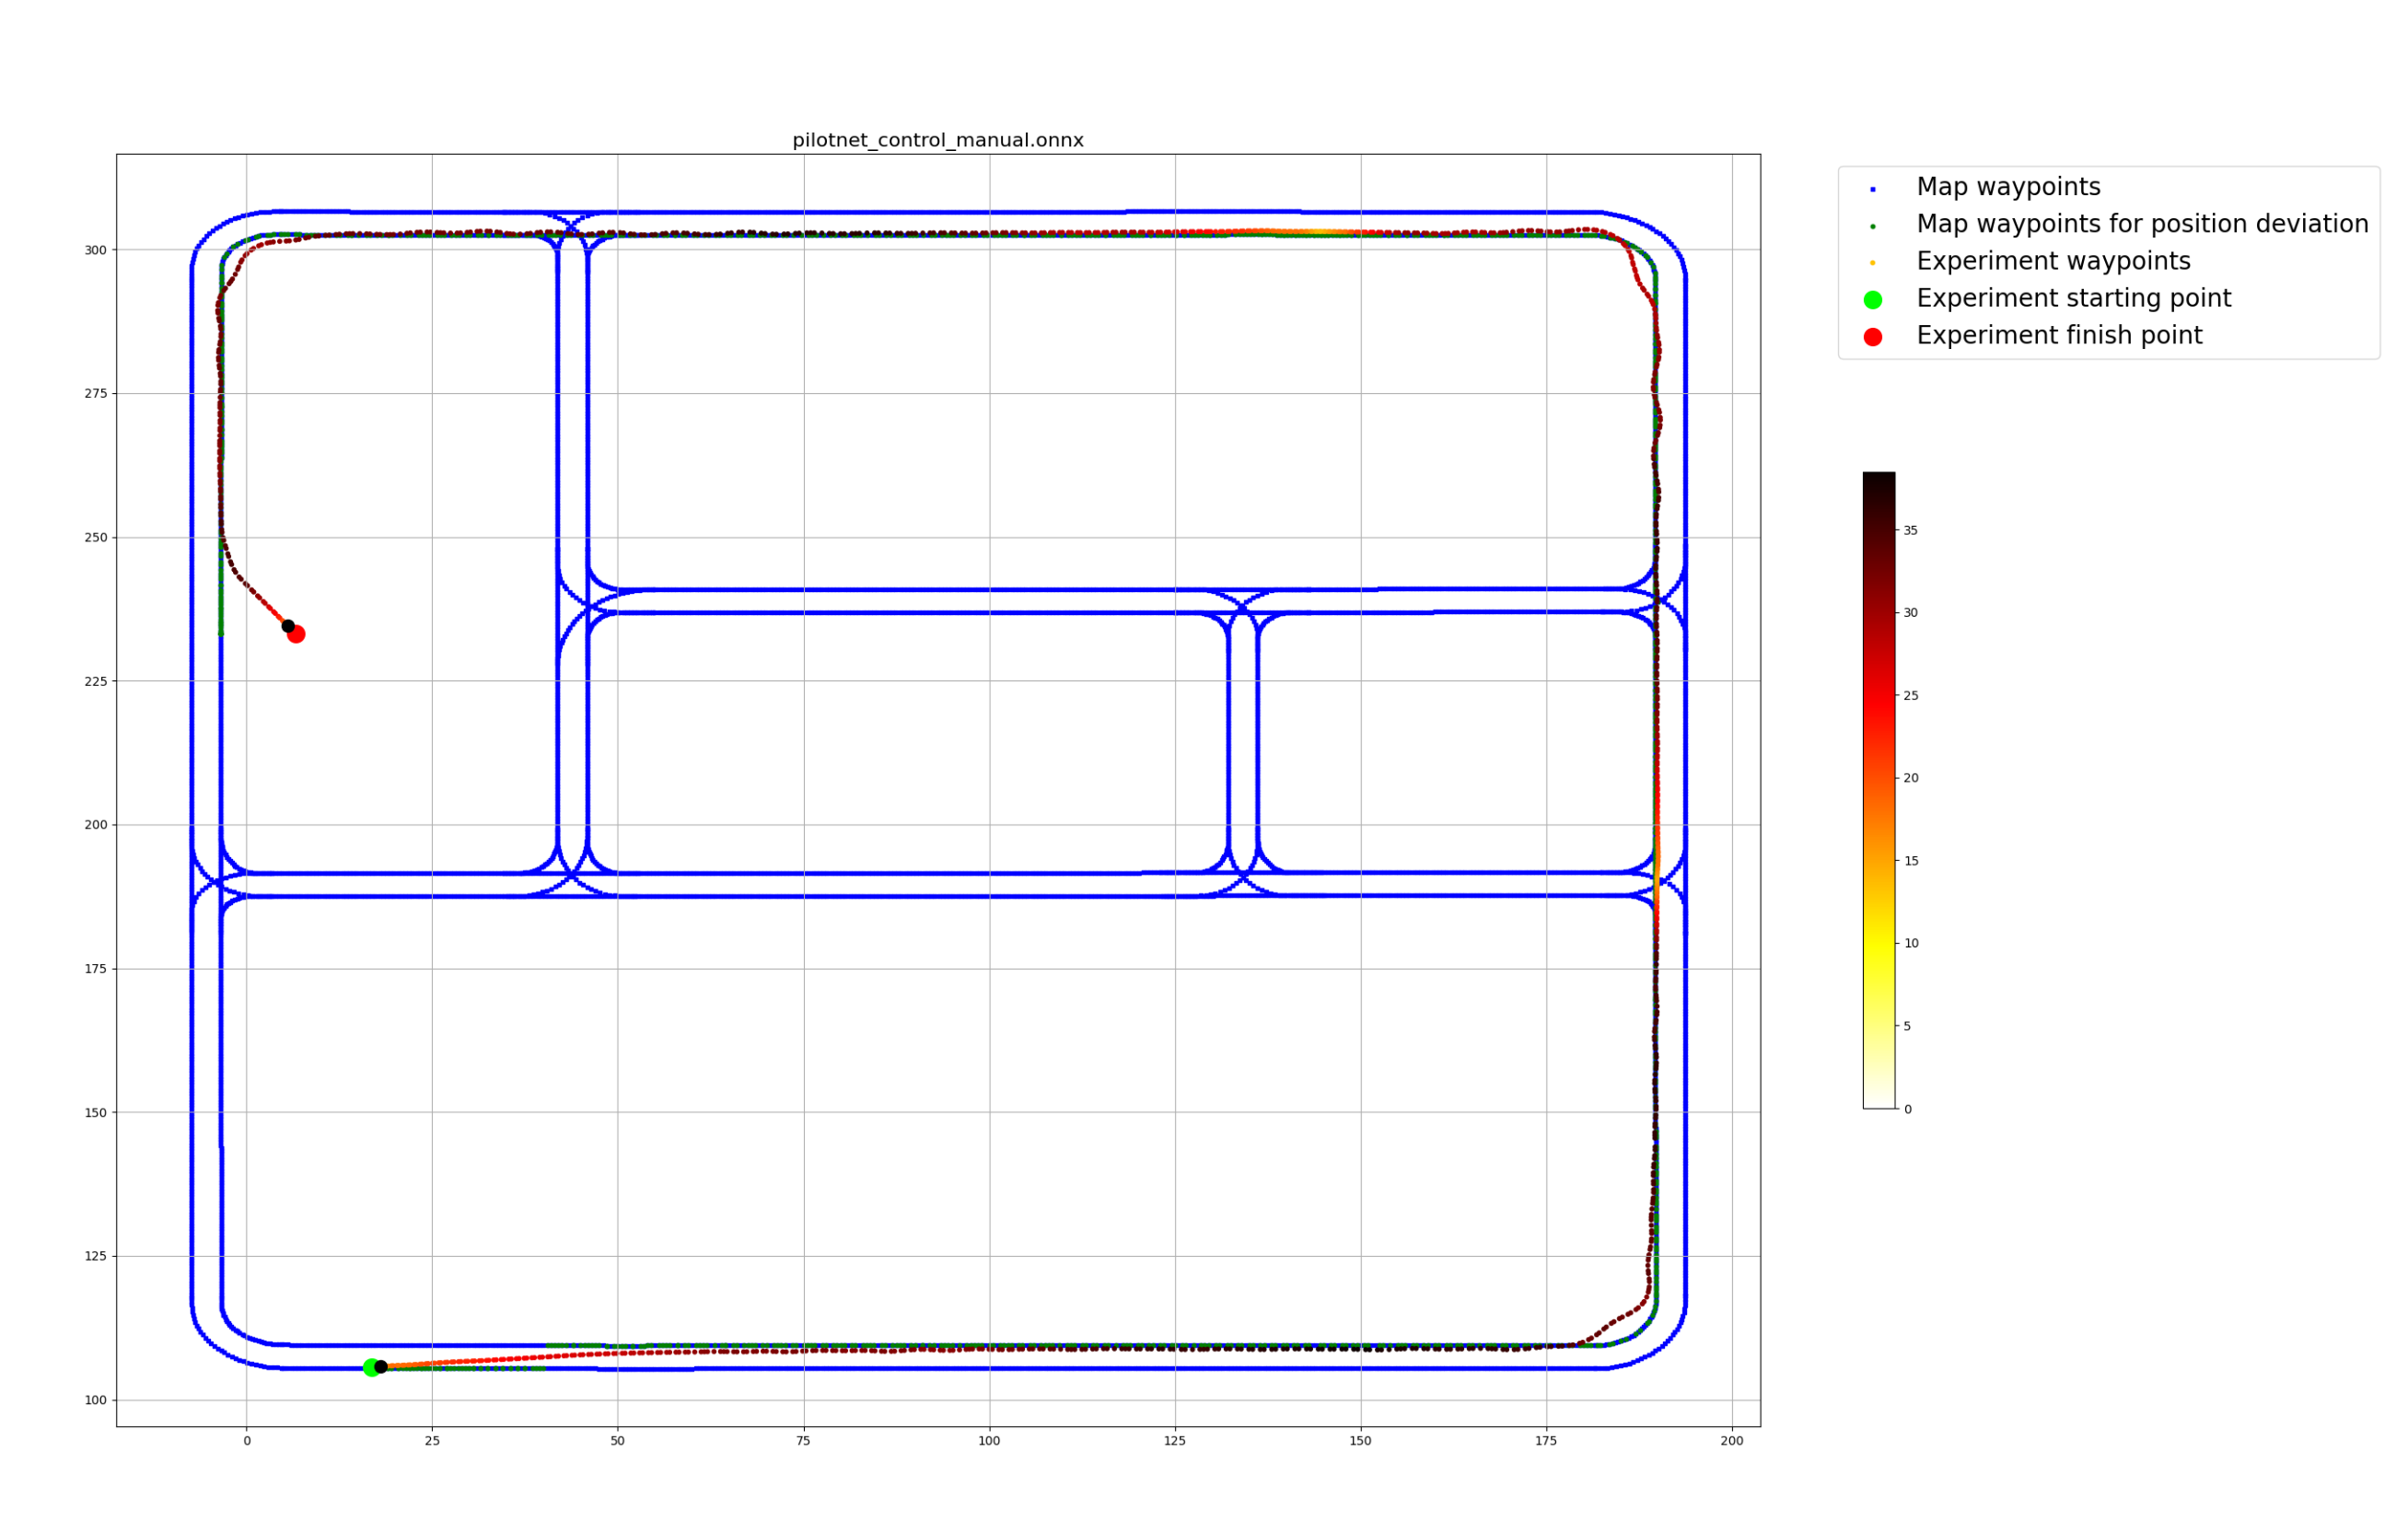 pilotnet_control_manual.onnx
Map waypoints
Map waypoints for position deviation
Experiment waypoints
Experiment starting point
Experiment finish point
300
275
250
225
200
175
150
125
100
0 25 50 75 100 125 150 175 200
35
30
25
20
15
10
5
0